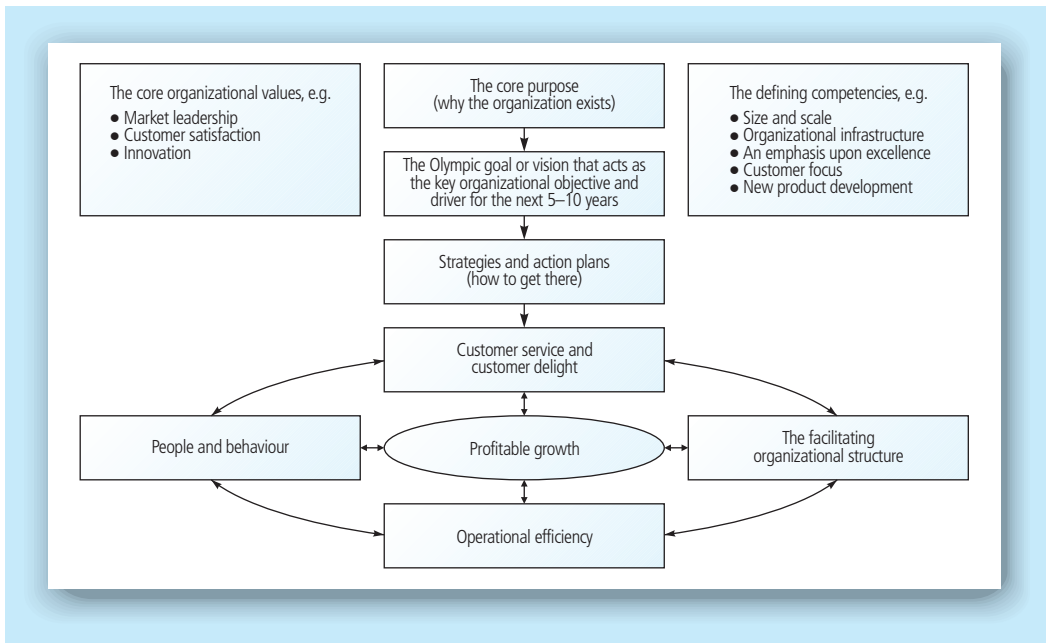 The core organizational values, e.g.
● Market leadership
● Customer satisfaction
● Innovation
The core purpose
(why the organization exists)
The defining competencies, e.g.
● Size and scale
● Organizational infrastructure
● An emphasis upon excellence
● Customer focus
● New product development
The Olympic goal or vision that acts as
the key organizational objective and
driver for the next 5–10 years
Strategies and action plans
(how to get there)
Customer service and
customer delight
People and behaviour
Profitable growth
The facilitating
organizational structure
Operational efficiency